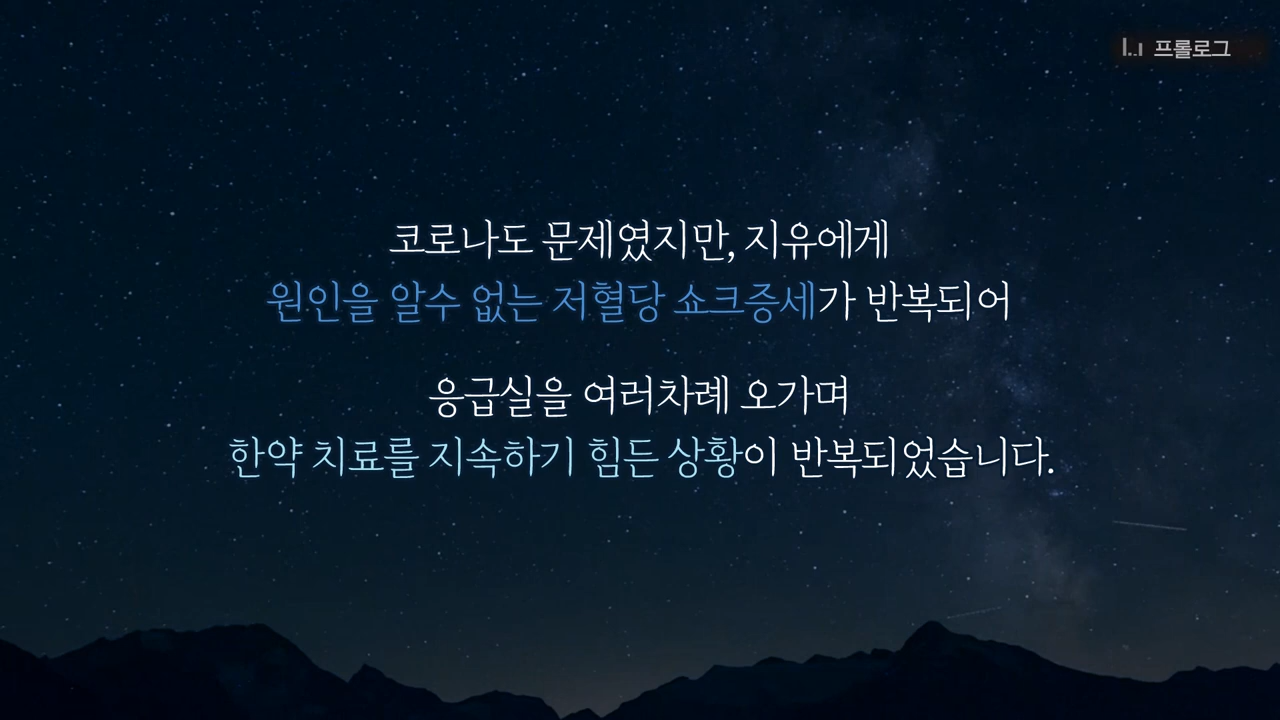 프롤로그
코로나도 문제였지만, 지유에게
원인을 알수 없는 저혈당 쇼크증세가 반복되어
응급실을 여러차례 오가며
한약 치료를 지속하기 힘든 상황이 반복되었습니다.